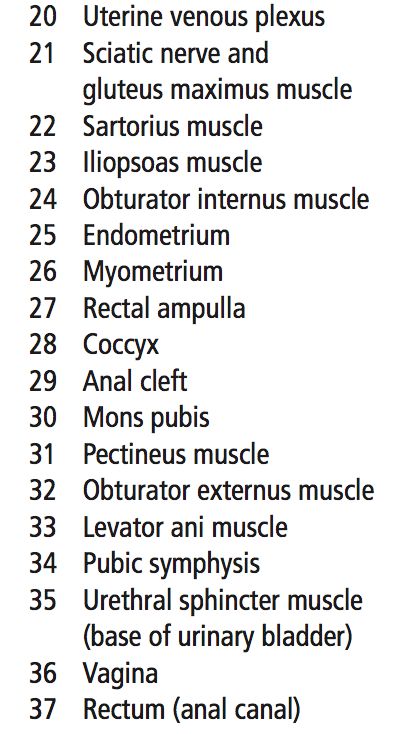 20 Uterine venous plexus
21 Sciatic nerve and
gluteus maximus muscle
22 Sartorius muscle
23 Iliopsoas muscle
24 Obturator internus muscle
25 Endometrium
26 Myometrium
27 Rectal ampulla
28 Coccyx
29 Anal cleft
30 Mons pubis
31 Pectineus muscle
32 Obturator externus muscle
33 Levator ani muscle
34 Pubic symphysis
35 Urethral sphincter muscle
(base of urinary bladder)
36 Vagina
37 Rectum (anal canal)